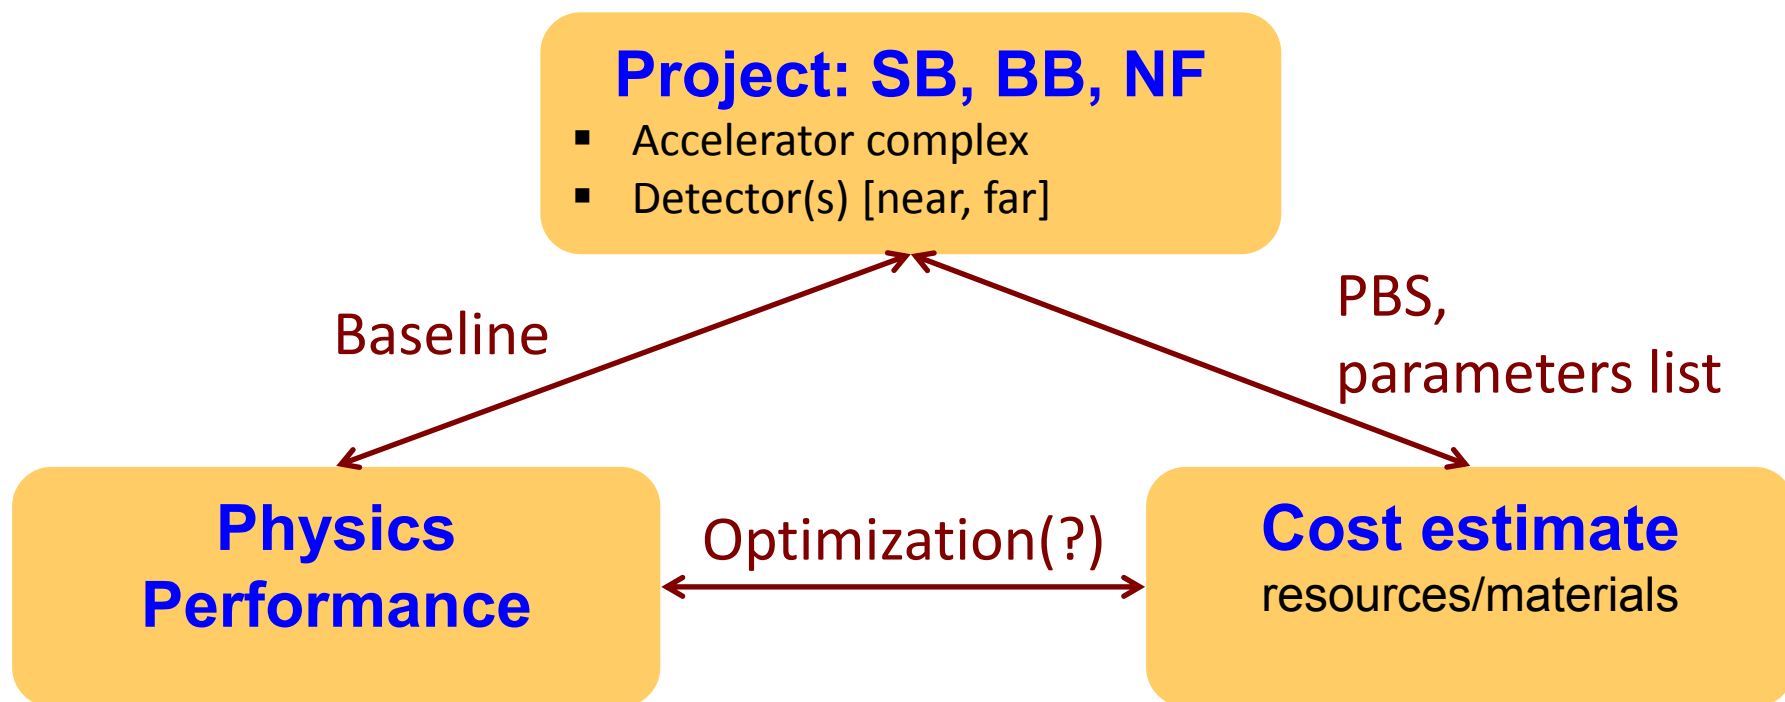 Project: SB, BB, NF
▪ Accelerator complex
▪ Detector(s) [near, far]
Baseline
PBS,
parameters list
Physics
Performance
Optimization(?)
Cost estimate
resources/materials